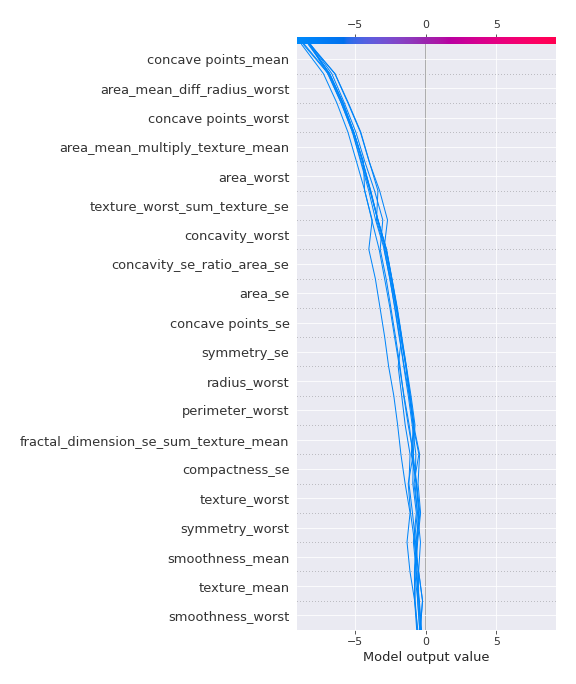 −5 0 5
concave points_mean
area_mean_diff_radius_worst
concave points_worst
area_mean_multiply_texture_mean
area_worst
texture_worst_sum_texture_se
concavity_worst
concavity_se_ratio_area_se
area_se
concave points_se
symmetry_se
radius_worst
perimeter_worst
fractal_dimension_se_sum_texture_mean
compactness_se
texture_worst
symmetry_worst
smoothness_mean
texture_mean
smoothness_worst
−5 0 5
Model output value